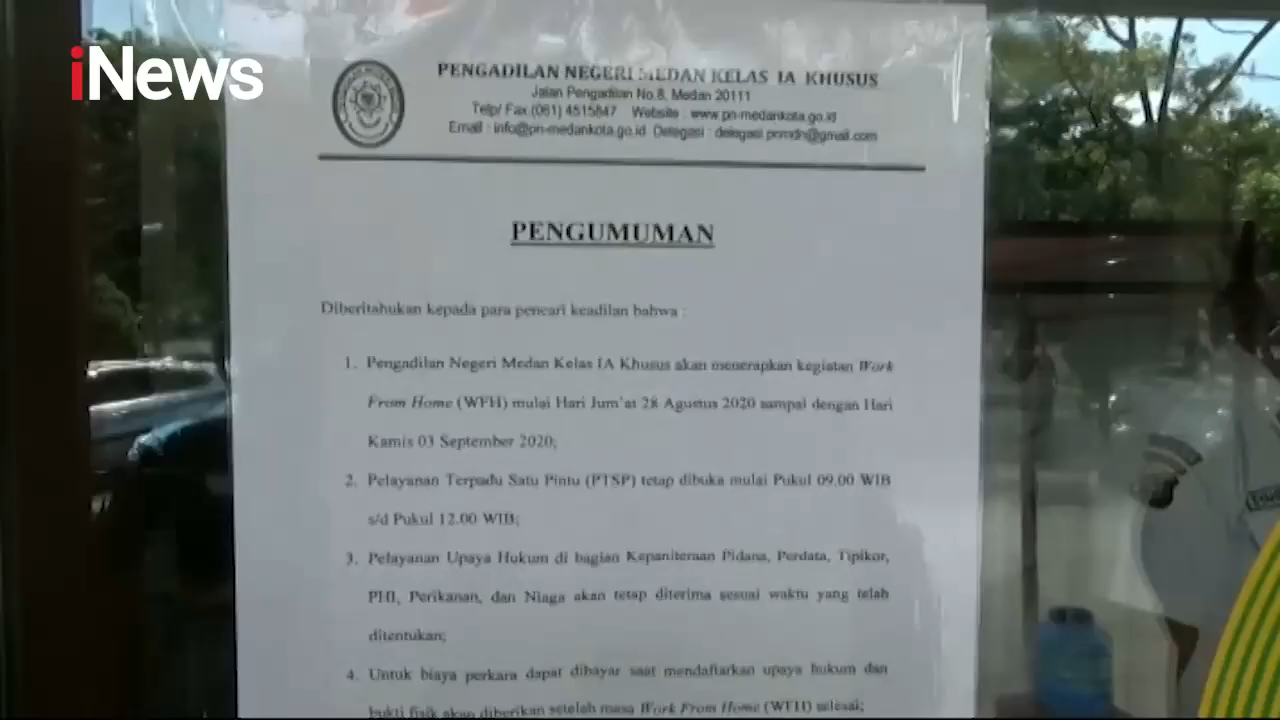 iNews
PENGADILAN NEGERI MEDAN KELAS IA KHUSUS
Jalan Pengadilan No.8, Medan 20111
Telp/ Fax.(061) 4515847 Website : www.pn-medankota.go.id
Email : info@pn-medankota.go.id Delegasi : delegasi.pnmdn@gmail.com
PENGUMUMAN
Diberitahukan kepada para pencari keadilan bahwa :
1. Pengadilan Negeri Medan Kelas IA Khusus akan menerapkan kegiatan Work
From Home (WFH) mulai Hari Jum'at 28 Agustus 2020 sampai dengan Hari
Kamis 03 September 2020;
2. Pelayanan Terpadu Satu Pintu (PTSP) tetap dibuka mulai Pukul 09.00 WIB
s/d Pukul 12.00 WIB;
3. Pelayanan Upaya Hukum di bagian Kepaniteraan Pidana, Perdata, Tipikor,
PHI, Perikanan, dan Niaga akan tetap diterima sesuai waktu yang telah
ditentukan;
4. Untuk biaya perkara dapat dibayar saat mendaftarkan upaya hukum dan
bukti fisik akan diberikan setelah masa Work From Home (WFH) selesai;